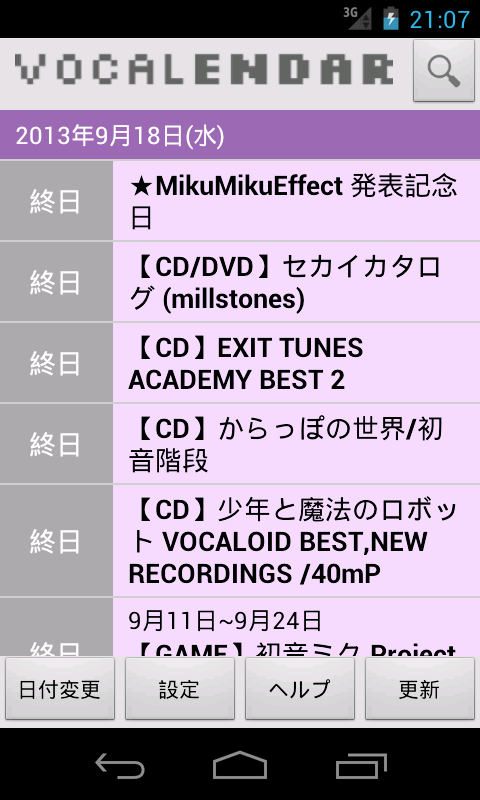 3G 21:07
VOCALENDAR
2013年9月18日(水)
終日
★MikuMikuEffect 発表記念
日
終日
【CD/DVD】セカイカタロ
グ (millstones)
終日
【CD】EXIT TUNES
ACADEMY BEST 2
終日
【CD】からっぽの世界/初
音階段
終日
【CD】少年と魔法のロボッ
ト VOCALOID BEST,NEW
RECORDINGS /40mP
9月11日~9月24日
終日
【GAME】初音ミク Project
日付変更
設定
ヘルプ
更新